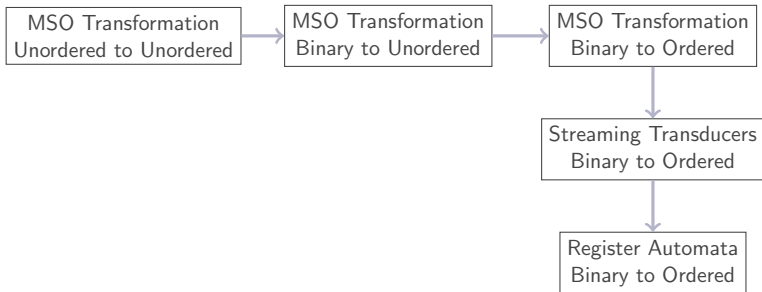 MSO Transformation
Unordered to Unordered
MSO Transformation
Binary to Unordered
MSO Transformation
Binary to Ordered
Streaming Transducers
Binary to Ordered
Register Automata
Binary to Ordered